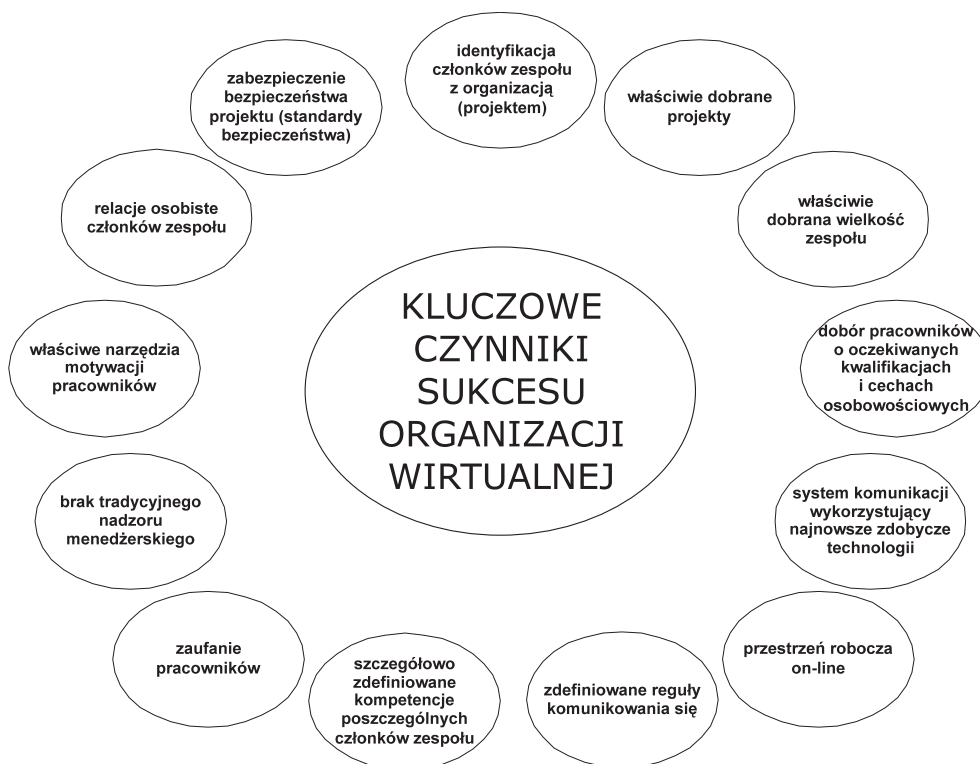 identyfikacja
członków zespołu
z organizacją
(projektem)
właściwie dobrane
projekty
właściwie
dobrana wielkość
zespołu
dobór pracowników
o oczekiwanych
kwalifikacjach
i cechach
osobowościowych
system komunikacji
wykorzystujący
najnowsze zdobycze
technologii
przestrzeń robocza
on-line
zdefiniowane reguły
komunikowania się
szczegółowo
zdefiniowane
kompetencje
poszczególnych
członków zespołu
zaufanie
pracowników
brak tradycyjnego
nadzoru
menedżerskiego
właściwe narzędzia
motywacji
pracowników
relacje osobiste
członków zespołu
zabezpieczenie
bezpieczeństwa
projektu (standardy
bezpieczeństwa)
KLUCZOWE
CZYNNIKI
SUKCESU
ORGANIZACJI
WIRTUALNEJ